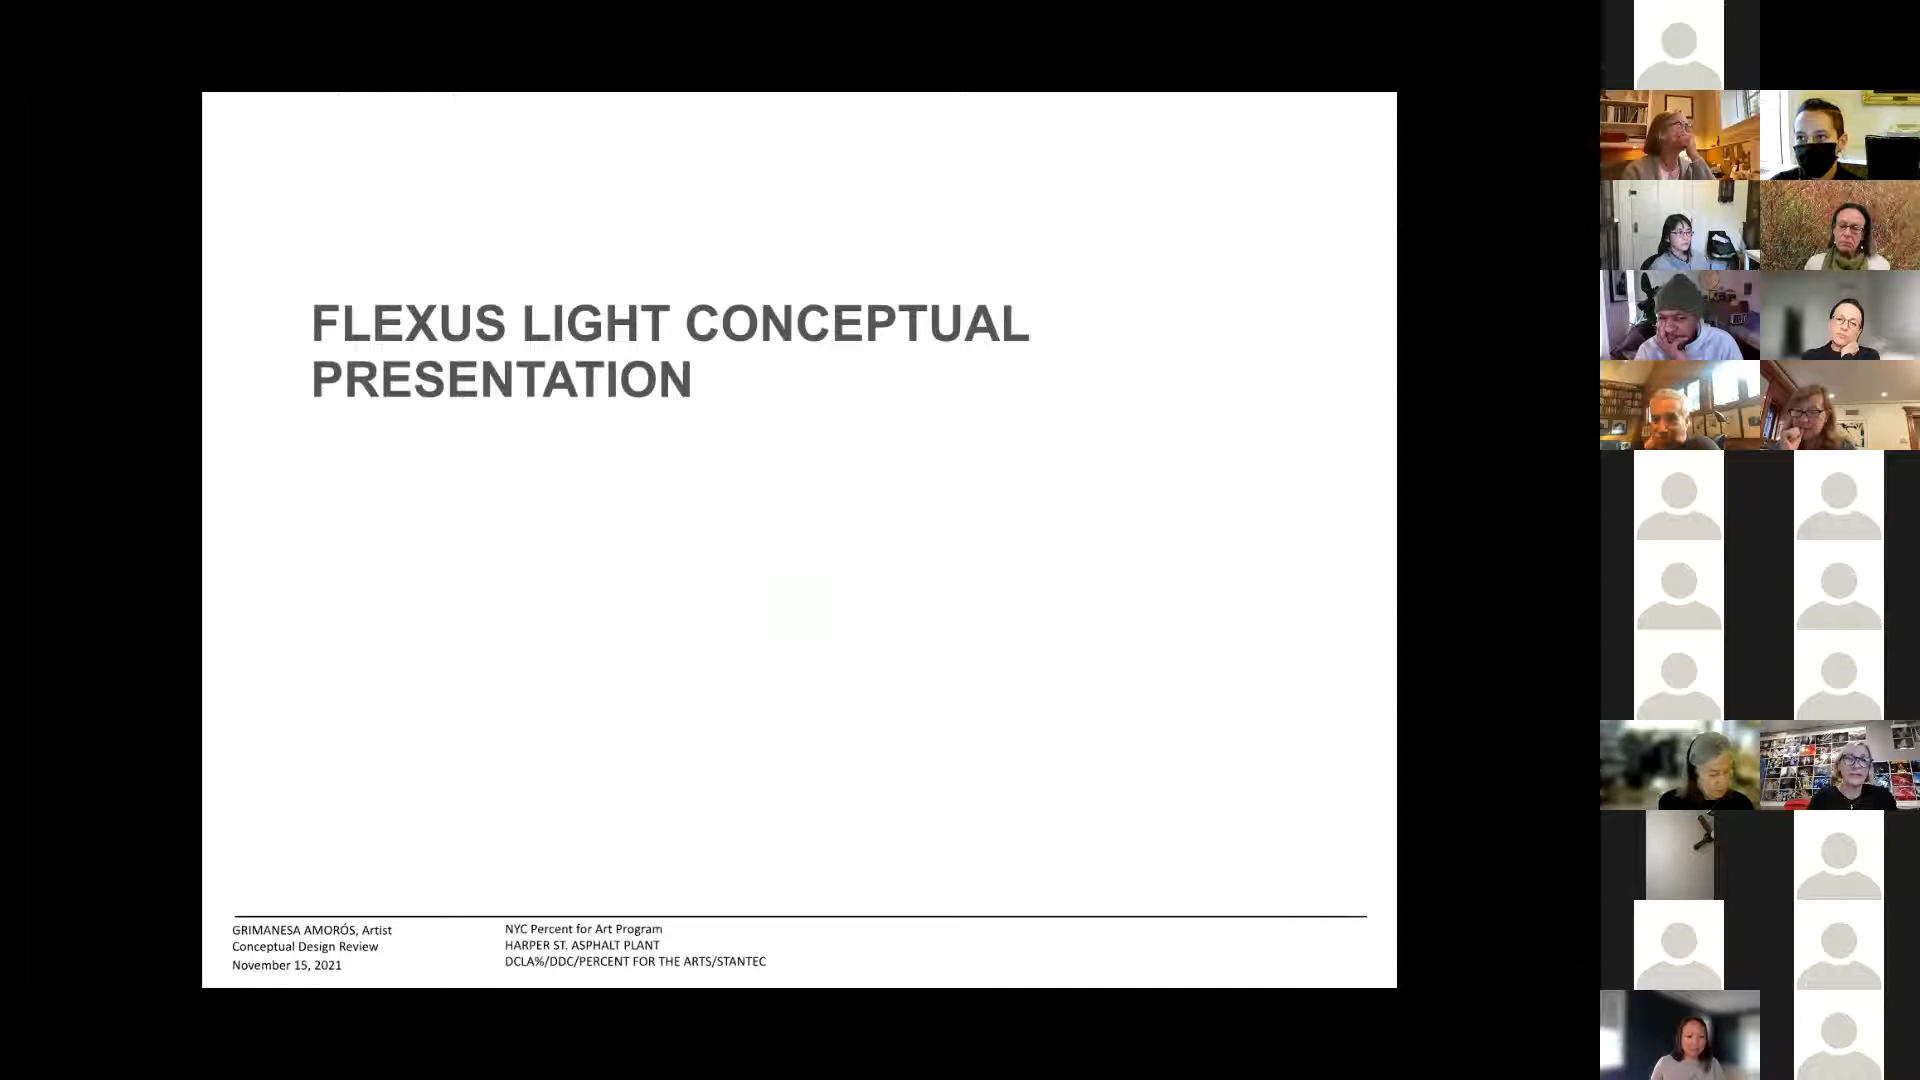 FLEXUS LIGHT CONCEPTUAL
PRESENTATION
GRIMANESA AMORÓS, Artist
Conceptual Design Review
November 15, 2021
NYC Percent for Art Program
HARPER ST. ASPHALT PLANT
DCLA%/DDC/PERCENT FOR THE ARTS/STANTEC